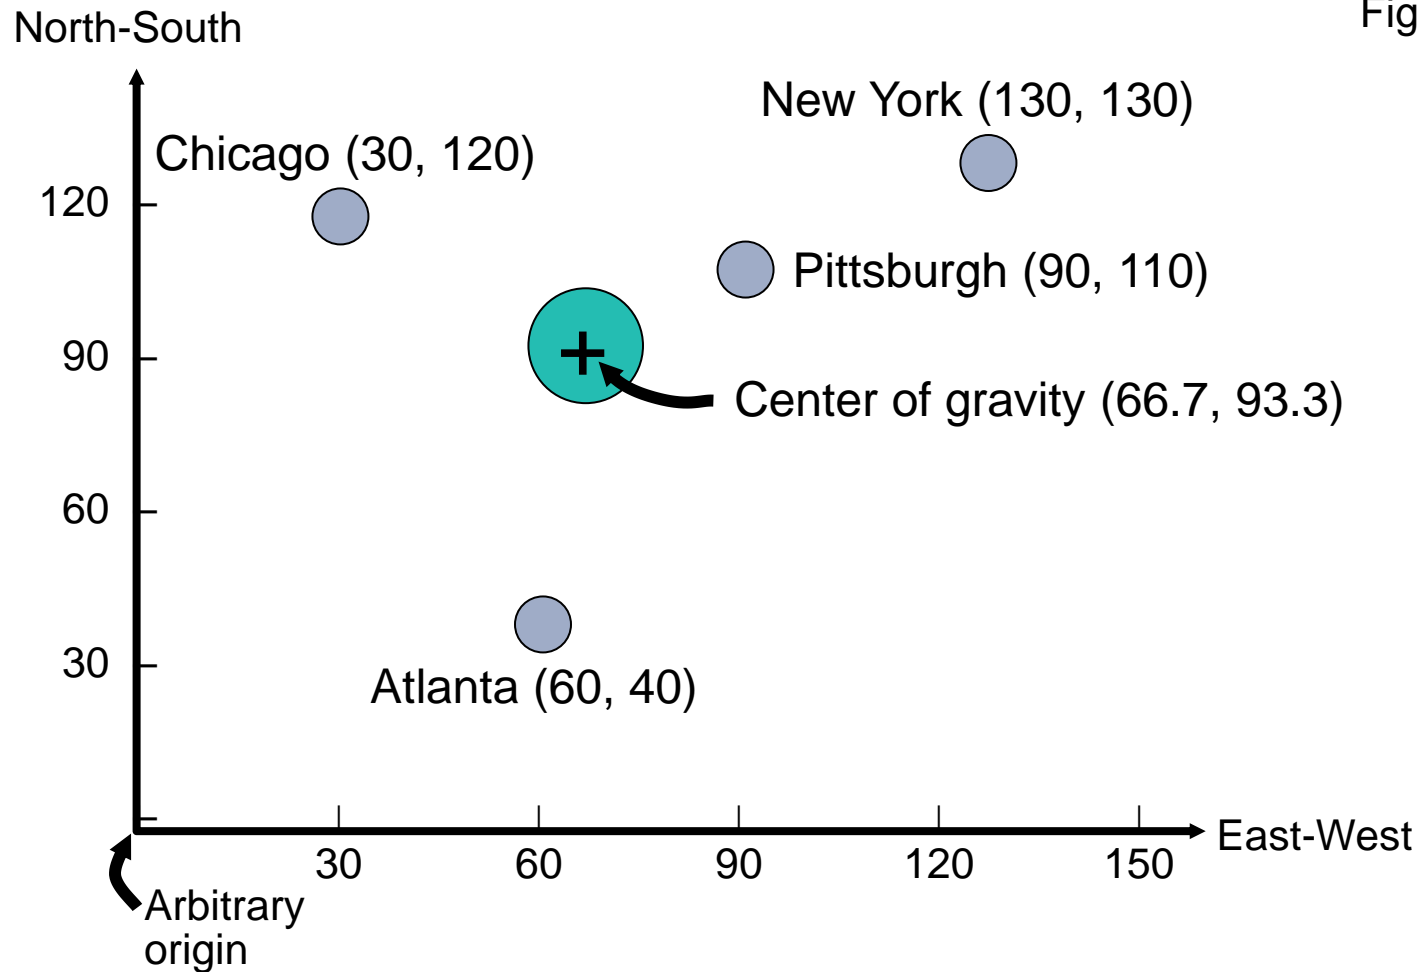 North-South
Fig
New York (130, 130)
Chicago (30, 120)
120
Pittsburgh (90, 110)
90
Center of gravity (66.7, 93.3)
60
30
Atlanta (60, 40)
East-West
30 60 90 120 150
Arbitrary
origin